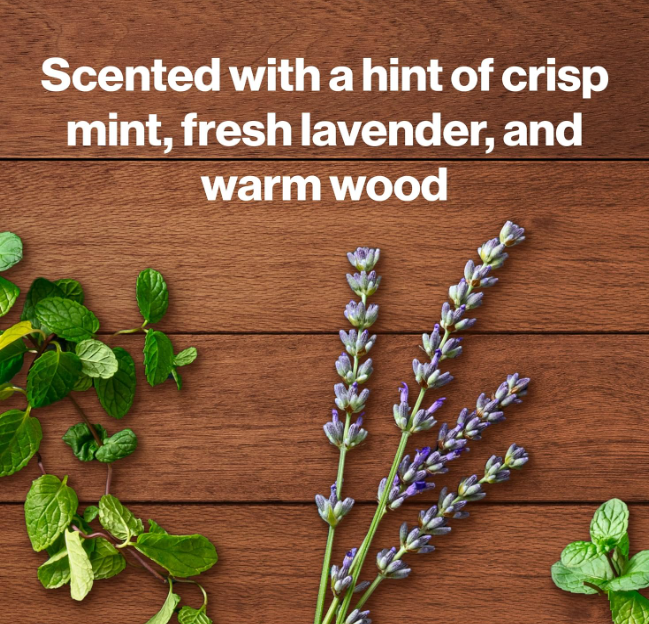 Scented with a hint of crisp
mint, fresh lavender, and
warm wood